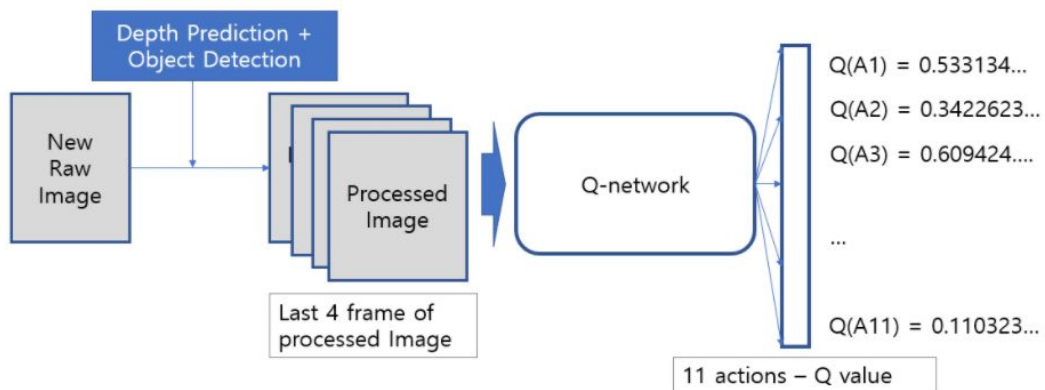 Depth Prediction +
Object Detection
New
Raw
Image
Processed
Image
Last 4 frame of
processed Image
Q-network
Q(A1) = 0.533134...
Q(A2) = 0.3422623...
Q(A3) = 0.609424....
...
Q(A11) = 0.110323...
11 actions – Q value